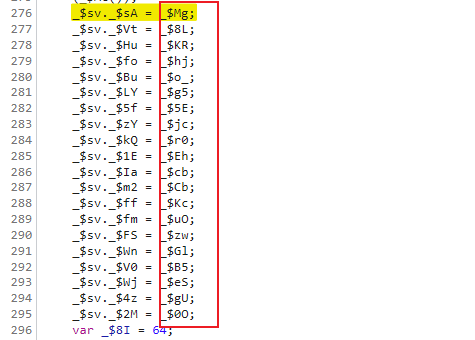 276 _$sv._$sA = _$Mg;
277 _$sv._$Vt = _$8L;
278 _$sv._$Hu = _$KR;
279 _$sv._$fo = _$hj;
280 _$sv._$Bu = _$o_;
281 _$sv._$LY = _$g5;
282 _$sv._$5f = _$5E;
283 _$sv._$zY = _$jc;
284 _$sv._$kQ = _$r0;
285 _$sv._$1E = _$Eh;
286 _$sv._$Ia = _$cb;
287 _$sv._$m2 = _$Cb;
288 _$sv._$ff = _$Kc;
289 _$sv._$fm = _$uO;
290 _$sv._$FS = _$zw;
291 _$sv._$Wn = _$Gl;
292 _$sv._$V0 = _$B5;
293 _$sv._$Wj = _$eS;
294 _$sv._$4z = _$gU;
295 _$sv._$2M = _$0O;
296 var _$8I = 64;